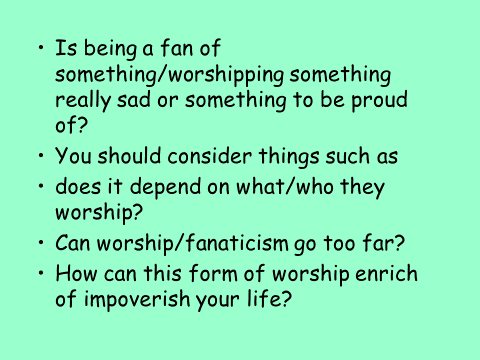 • Is being a fan of
something/worshipping something
really sad or something to be proud
of?
• You should consider things such as
• does it depend on what/who they
worship?
• Can worship/fanaticism go too far?
• How can this form of worship enrich
of impoverish your life?